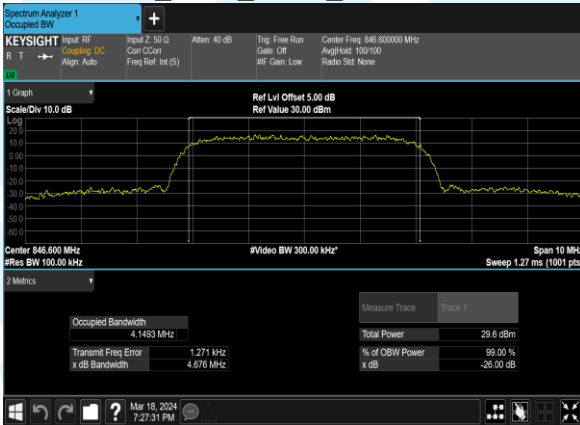 Spectrum Analyzer 1
Occupied BW
KEYSIGHT
R T
LU
Input: RF
Coupling: DC
Align: Auto
Input Z: 50 Ω
Corr CCorr
Freq Ref: Int (S)
Atten: 40 dB
Trig: Free Run
Gate: Off
#IF Gain: Low
Center Freq: 846.600000 MHz
Avg|Hold: 100/100
Radio Std: None
1 Graph
Scale/Div 10.0 dB
Ref Lvl Offset 5.00 dB
Ref Value 30.00 dBm
Log
20.0
10.0
0.00
-10.0
-20.0
-30.0
-40.0
-50.0
-60.0
Center 846.600 MHz
#Res BW 100.00 kHz
#Video BW 300.00 kHz*
Span 10 MHz
Sweep 1.27 ms (1001 pts
2 Metrics
Measure Trace
Trace 1
Occupied Bandwidth
4.1493 MHz
Total Power
29.6 dBm
Transmit Freq Error
1.271 kHz
% of OBW Power
99.00 %
x dB Bandwidth
4.676 MHz
x dB
-26.00 dB
?
Mar 18, 2024
7:27:31 PM